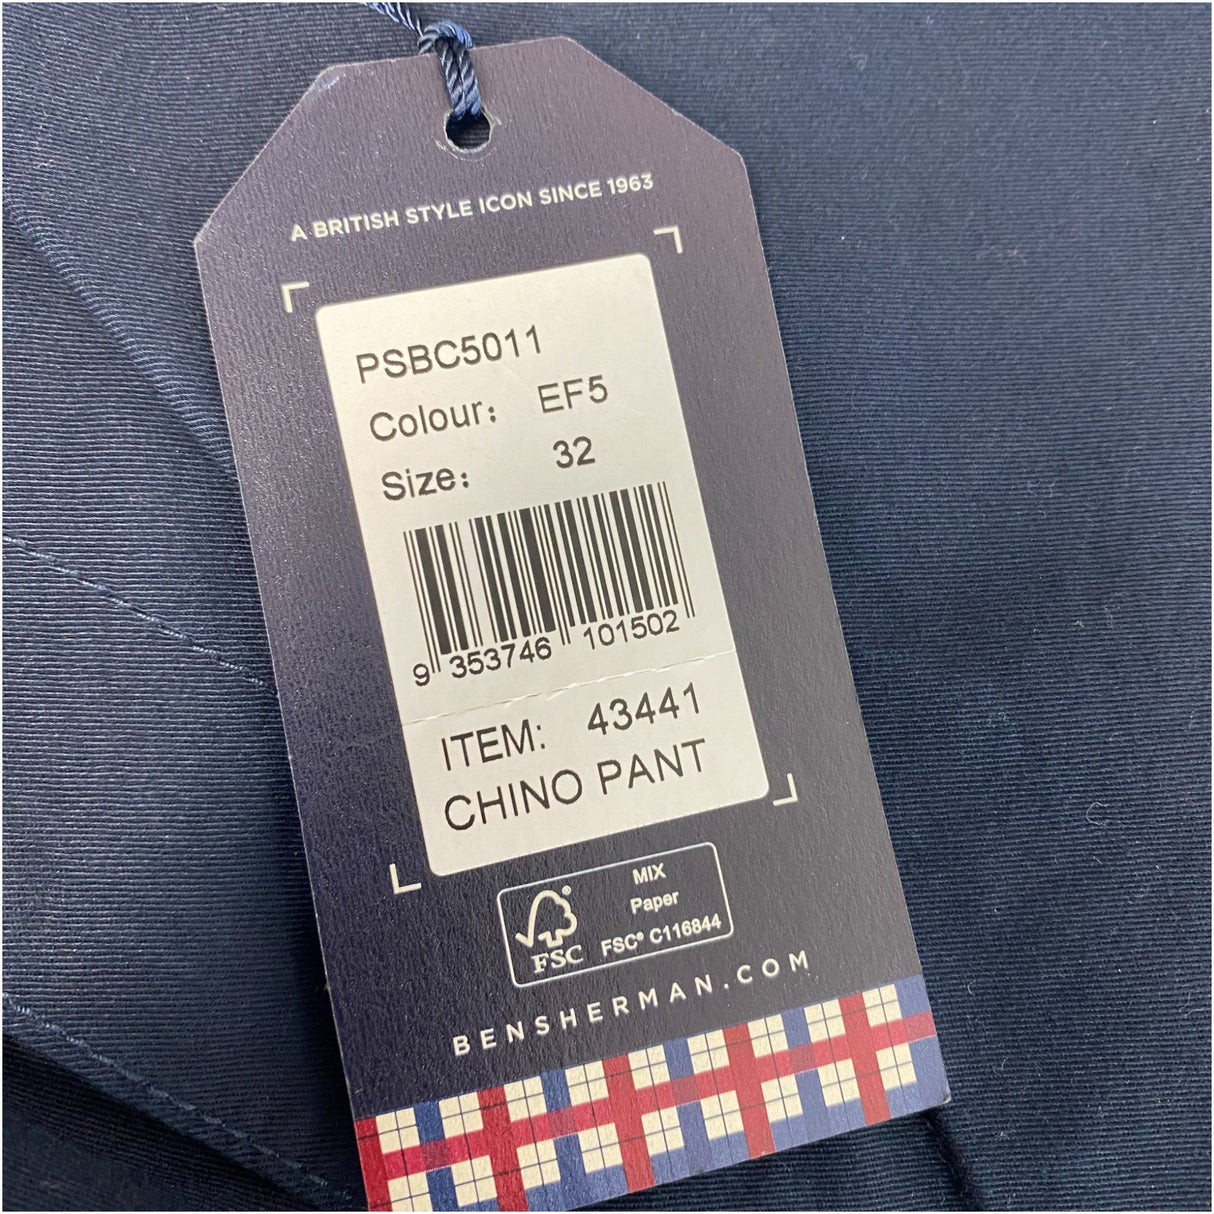 A BRITISH STYLE ICON SINCE 1963
PSBC5011
Colour: EF5
Size: 32
9 353746 101502
ITEM: 43441
CHINO PANT
MIX
Paper
FSC® C116844
® FSC
BENSHERMAN.COM